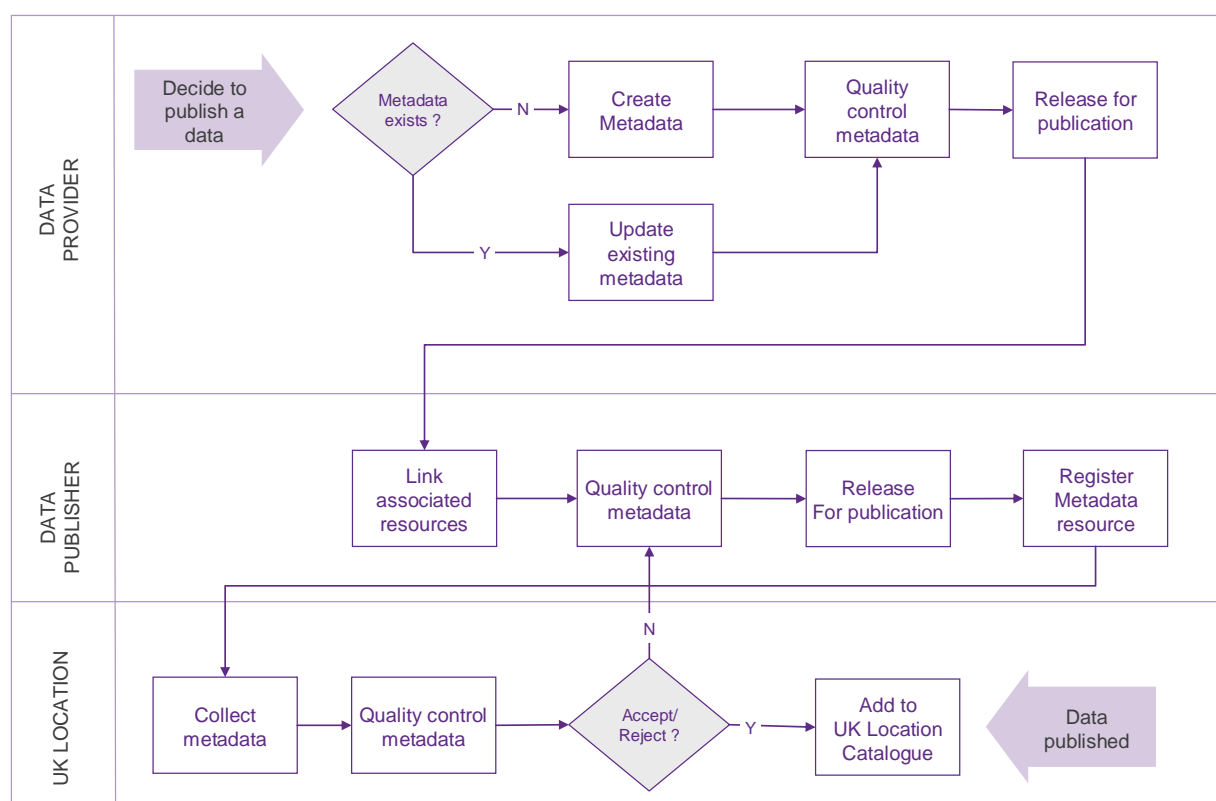 DATA
PROVIDER
Decide to
publish a
data
Metadata
exists ?
N
Create
Metadata
Quality
control
metadata
Release for
publication
Y
Update
existing
metadata
DATA
PUBLISHER
Link
associated
resources
Quality control
metadata
Release
For publication
Register
Metadata
resource
UK LOCATION
Collect
metadata
Quality control
metadata
Accept/
Reject ?
N
Y
Add to
UK Location
Catalogue
Data
published